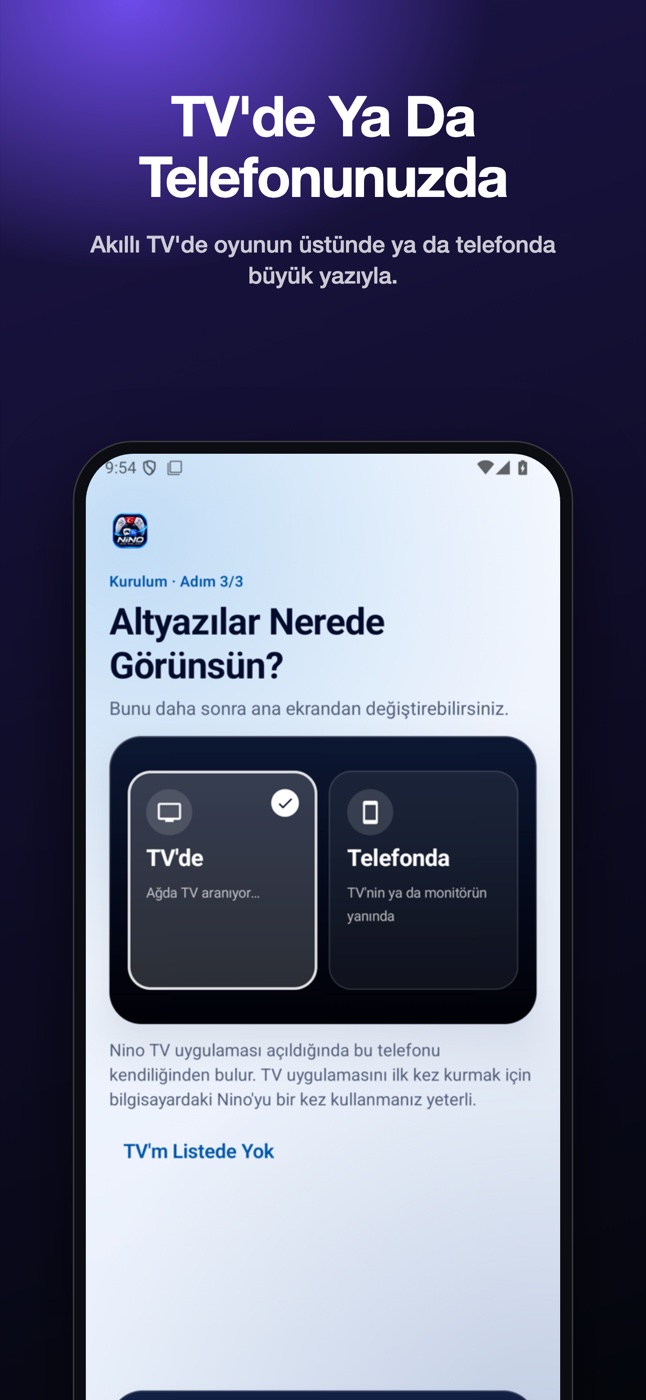 TV'de Ya Da
Telefonunuzda
Akıllı TV'de oyunun üstünde ya da telefonda
büyük yazıyla.
9:54
NiNO
Kurulum · Adım 3/3
Altyazılar Nerede
Görünsün?
Bunu daha sonra ana ekrandan değiştirebilirsiniz.
TV'de
Ağda TV aranıyor...
Telefonda
TV'nin ya da monitörün
yanında
Nino TV uygulaması açıldığında bu telefonu
kendiliğinden bulur. TV uygulamasını ilk kez kurmak için
bilgisayardaki Nino'yu bir kez kullanmanız yeterli.
TV'm Listede Yok